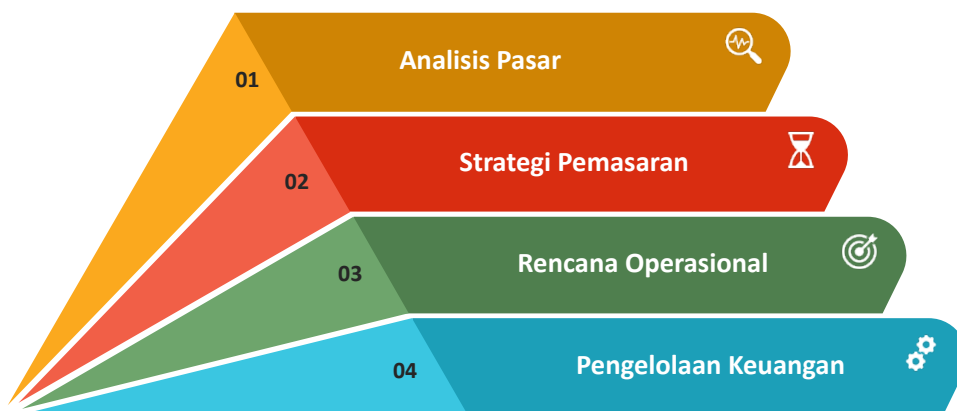 01
Analisis Pasar
02
Strategi Pemasaran
03
Rencana Operasional
04
Pengelolaan Keuangan